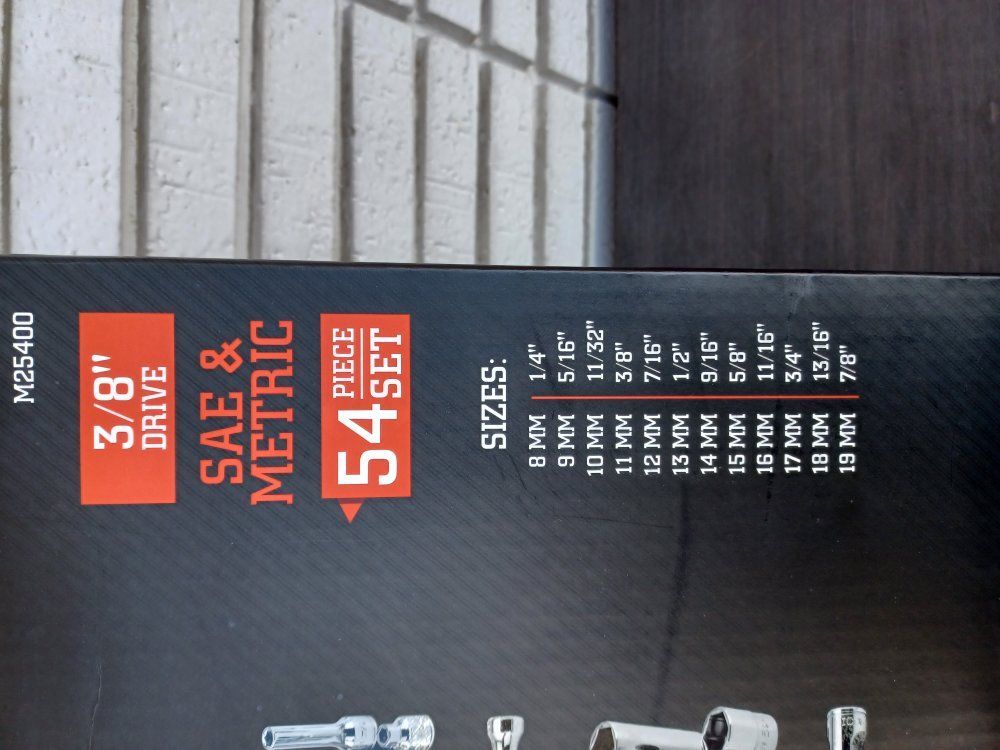 M25400
3/8"
DRIVE
SAE &
METRIC
54 PIECE SET
SIZES:
8 MM 1/4"
9 MM 5/16"
10 MM 11/32"
11 MM 3/8"
12 MM 7/16"
13 MM 1/2"
14 MM 9/16"
15 MM 5/8"
16 MM 11/16"
17 MM 3/4"
18 MM 13/16"
19 MM 7/8"